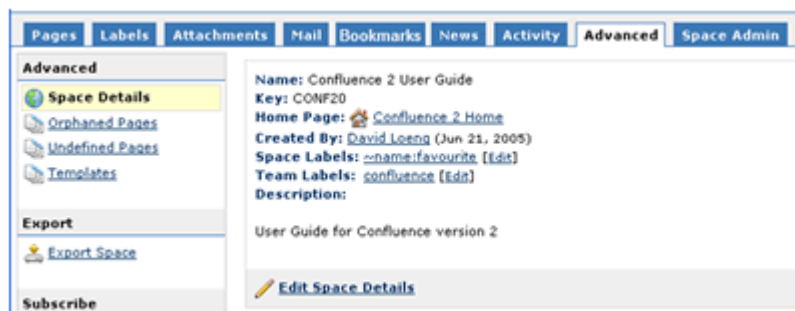 Pages Labels Attachments Mail Bookmarks News Activity Advanced Space Admin
Advanced
Space Details
Orphaned Pages
Undefined Pages
Templates
Export
Export Space
Subscribe
Name: Confluence 2 User Guide
Key: CONF20
Home Page: Confluence 2 Home
Created By: David Loeng (Jun 21, 2005)
Space Labels: ~name:favourite [Edit]
Team Labels: confluence [Edit]
Description:
User Guide for Confluence version 2
Edit Space Details